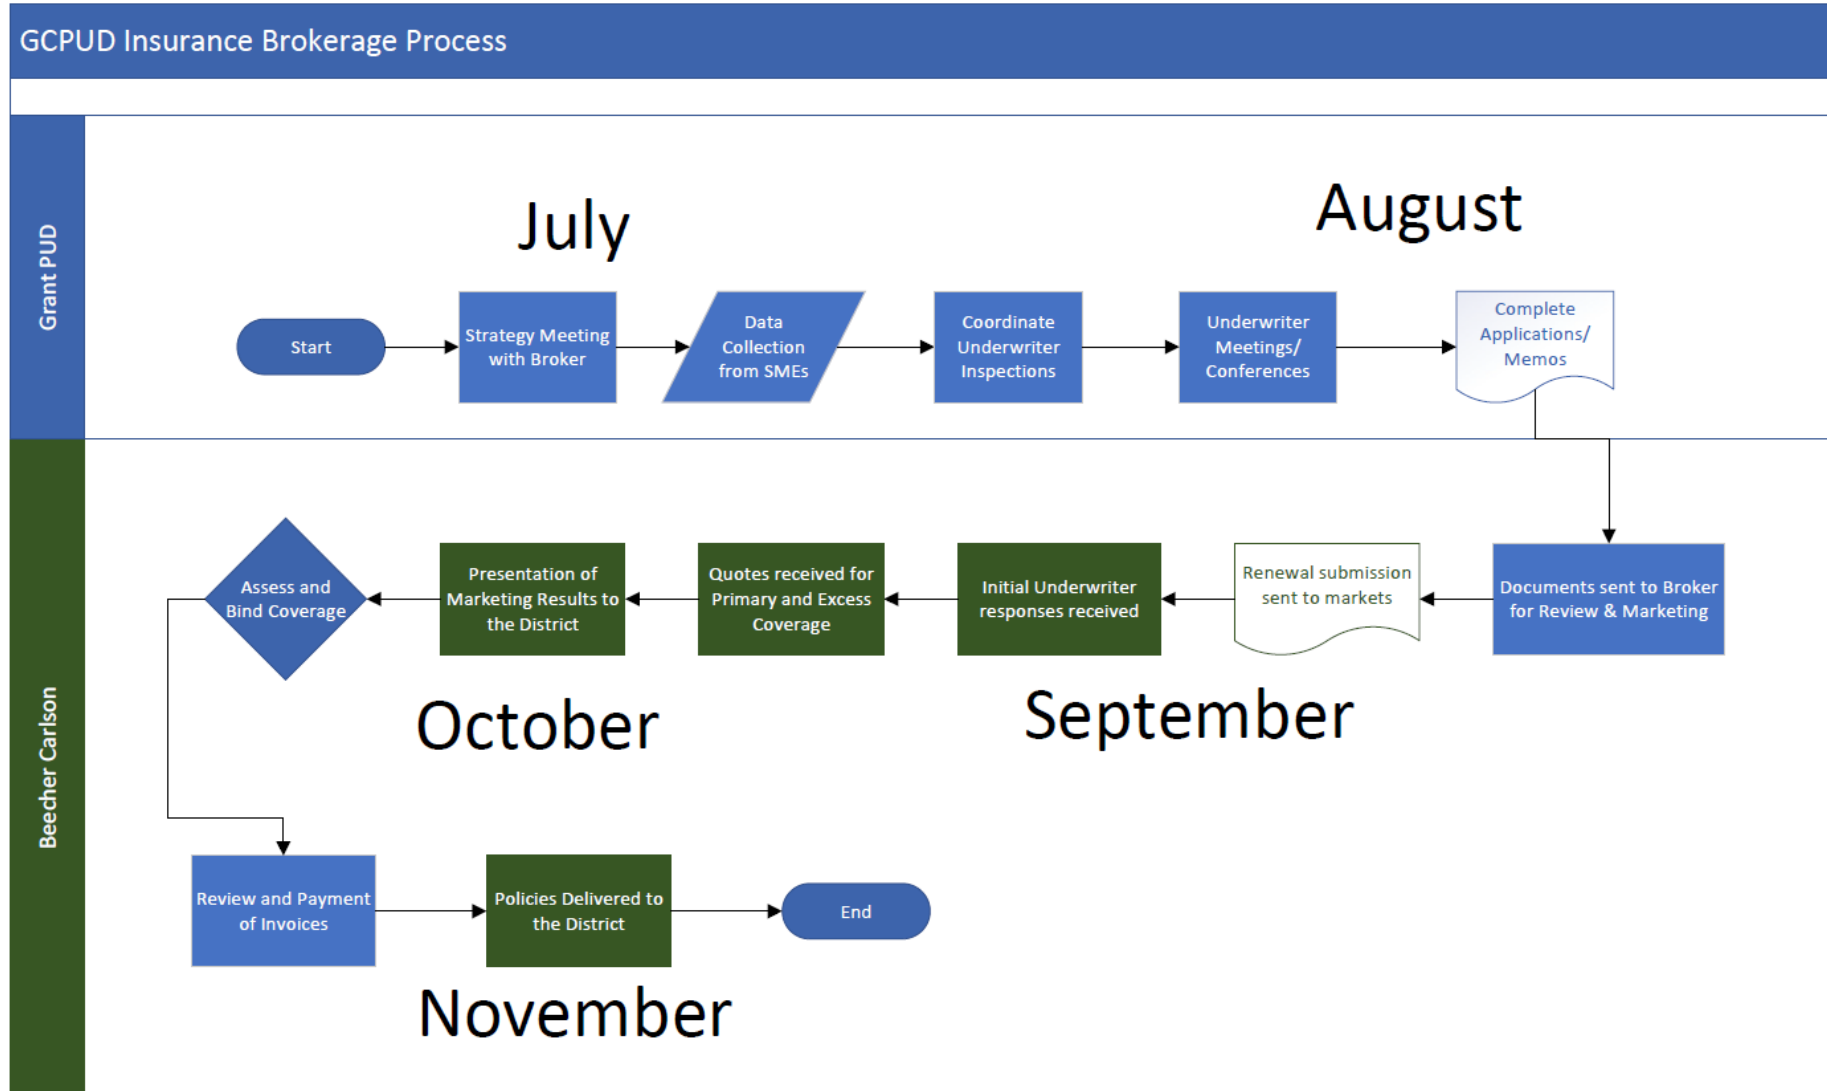 GCPUD Insurance Brokerage Process
Grant PUD
July
August
Start
Strategy Meeting
with Broker
Data
Collection
from SMEs
Coordinate
Underwriter
Inspections
Underwriter
Meetings/
Conferences
Complete
Applications/
Memos
Beecher Carlson
Documents sent to Broker
for Review & Marketing
Renewal submission
sent to markets
Initial Underwriter
responses received
Quotes received for
Primary and Excess
Coverage
Presentation of
Marketing Results to
the District
Assess and
Bind Coverage
September
October
Review and Payment
of Invoices
Policies Delivered to
the District
End
November